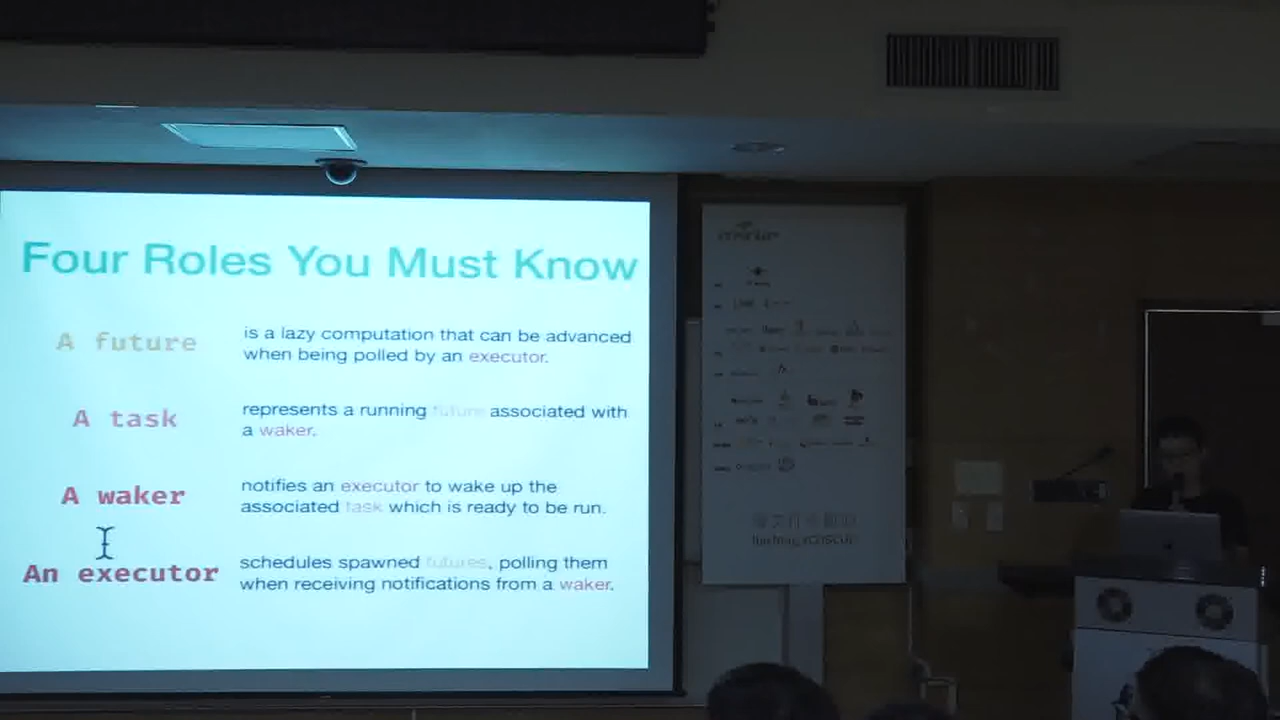 Four Roles You Must Know
A future
is a lazy computation that can be advanced
when being polled by an executor.
A task
represents a running future associated with
a waker.
A waker
notifies an executor to wake up the
associated task which is ready to be run.
An executor
schedules spawned futures, polling them
when receiving notifications from a waker.